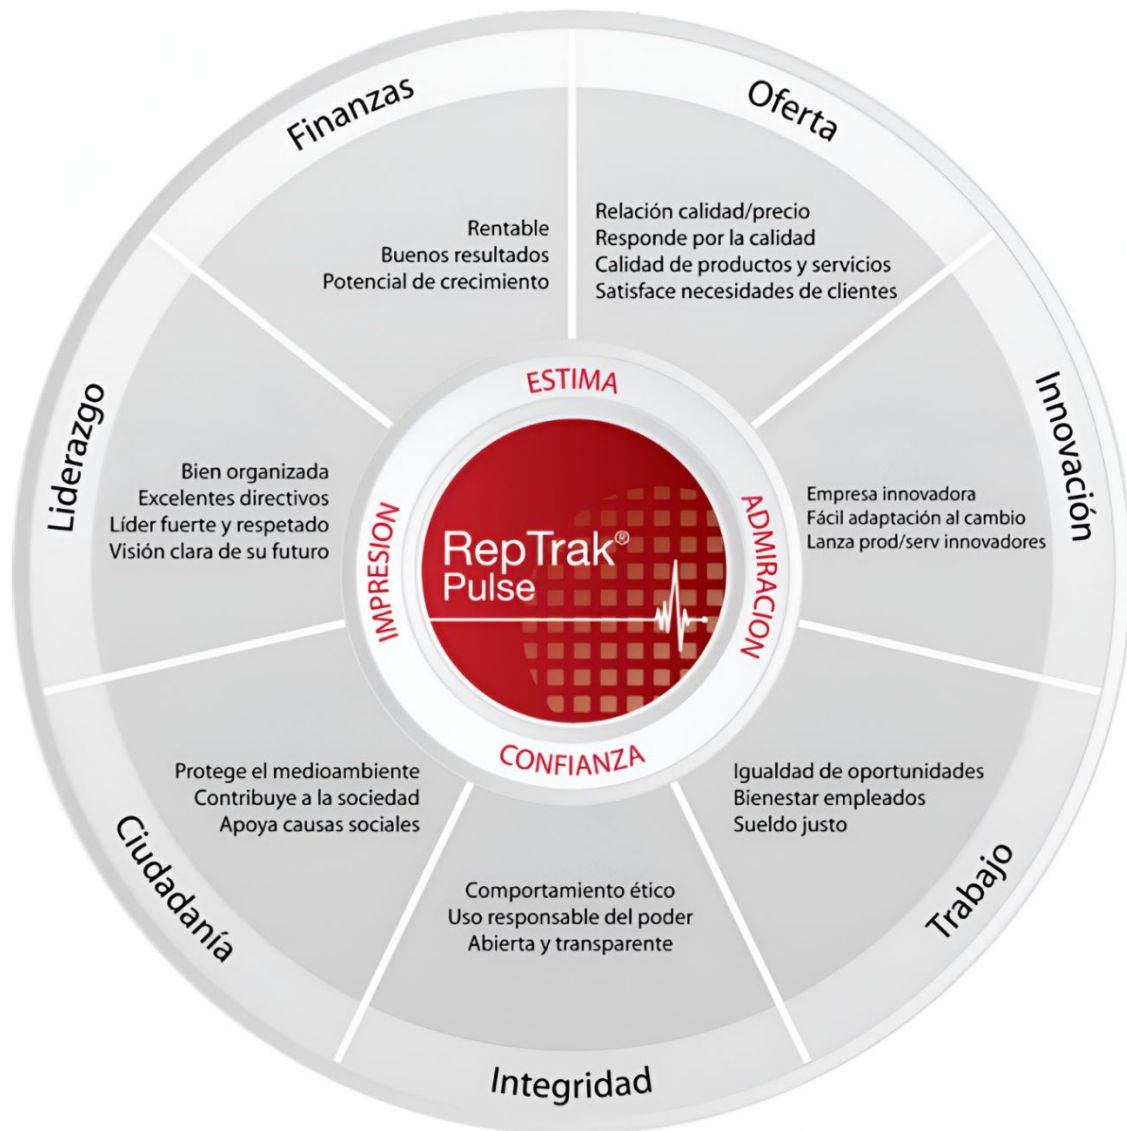 Finanzas
Rentable
Buenos resultados
Potencial de crecimiento
Oferta
Relación calidad/precio
Responde por la calidad
Calidad de productos y servicios
Satisface necesidades de clientes
Innovación
Empresa innovadora
Fácil adaptación al cambio
Lanza prod/serv innovadores
Trabajo
Igualdad de oportunidades
Bienestar empleados
Sueldo justo
Integridad
Comportamiento ético
Uso responsable del poder
Abierta y transparente
Ciudadanía
Protege el medioambiente
Contribuye a la sociedad
Apoya causas sociales
Liderazgo
Bien organizada
Excelentes directivos
Líder fuerte y respetado
Visión clara de su futuro
ESTIMA
ADMIRACION
CONFIANZA
IMPRESION
RepTrak®
Pulse